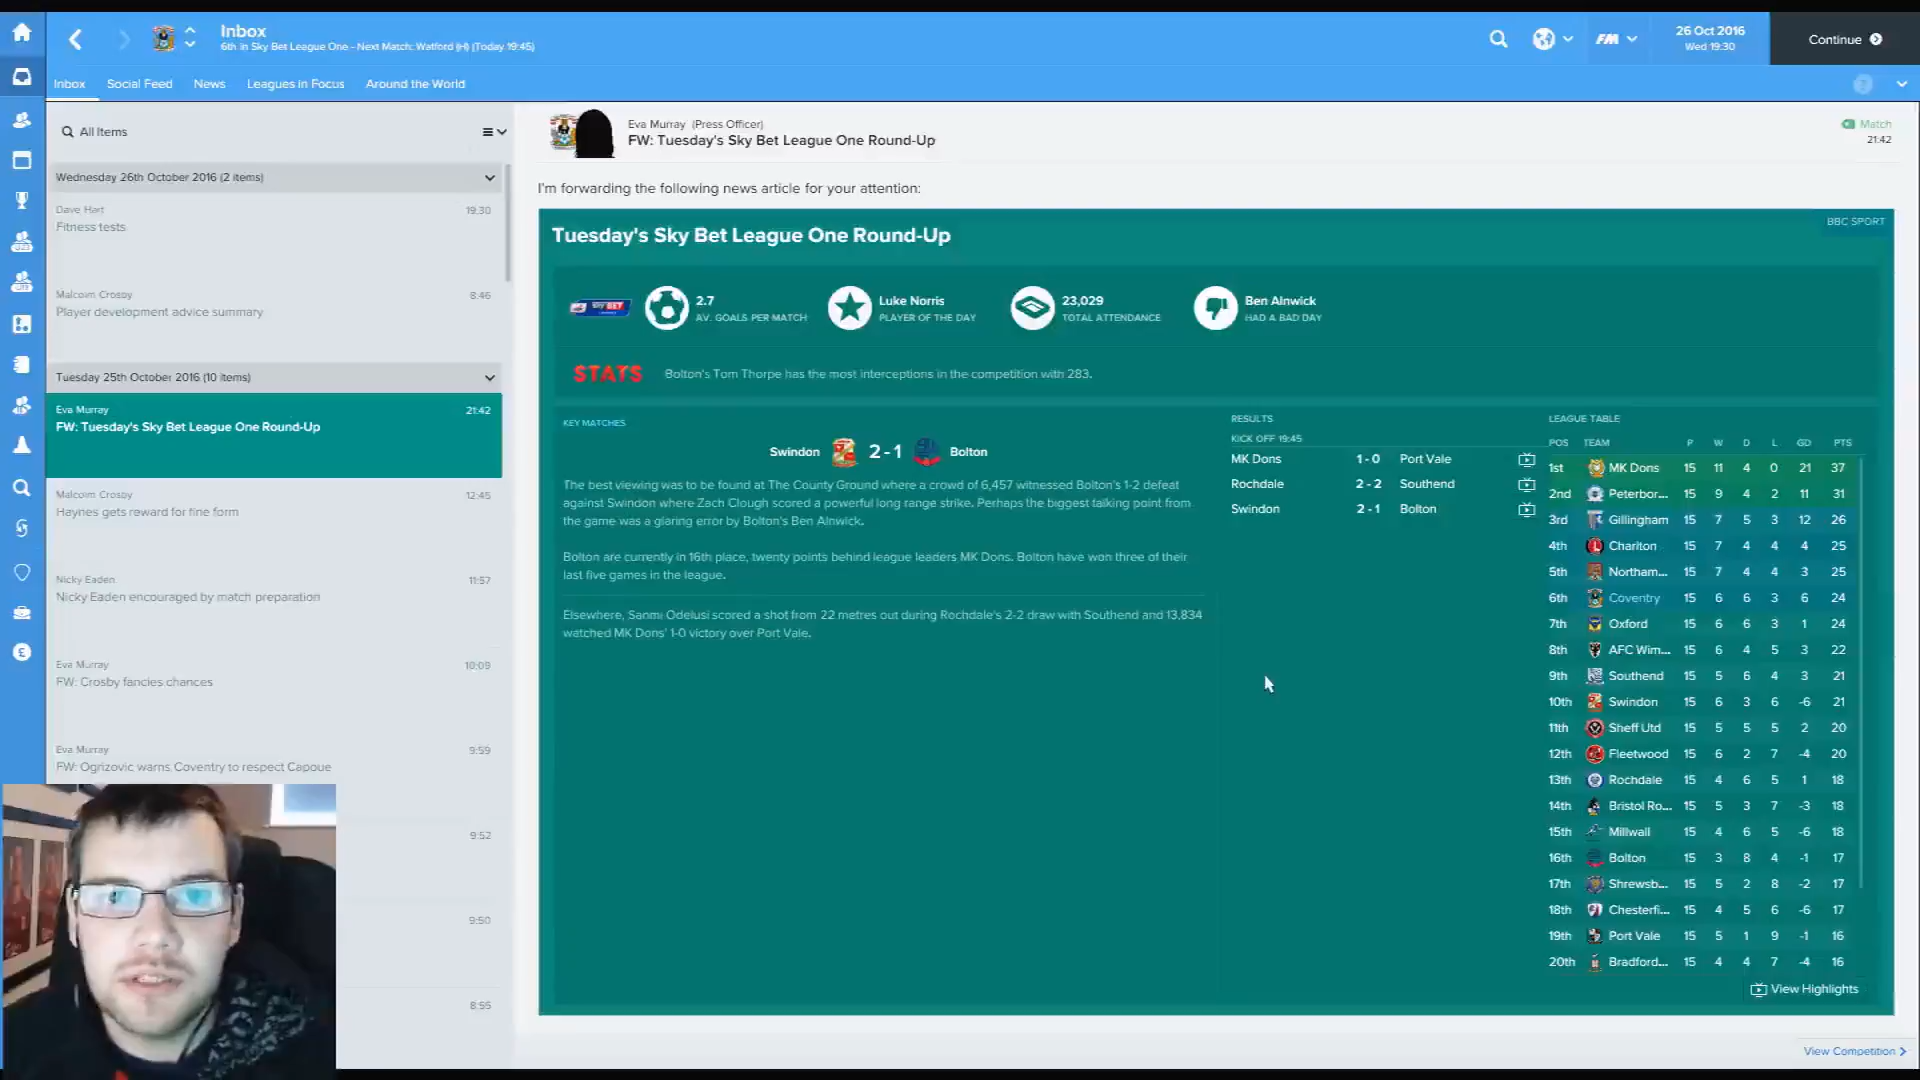 Inbox
6th in Sky Bet League One - Next Match: Watford (H) (Today 19:45)
FM
26 Oct 2016
Wed 19:30
Continue
Inbox
Social Feed
News
Leagues in Focus
Around the World
All Items
Wednesday 26th October 2016 (2 items)
Dave Hart 19:30
Fitness tests
Malcolm Crosby 8:46
Player development advice summary
Tuesday 25th October 2016 (10 items)
Eva Murray 21:42
FW: Tuesday's Sky Bet League One Round-Up
Malcolm Crosby 12:45
Haynes gets reward for fine form
Nicky Eaden 11:57
Nicky Eaden encouraged by match preparation
Eva Murray 10:09
FW: Crosby fancies chances
Eva Murray 9:59
FW: Ogrizovic warns Coventry to respect Capoue
9:52
9:50
8:55
Eva Murray (Press Officer)
FW: Tuesday's Sky Bet League One Round-Up
Match
21:42
I'm forwarding the following news article for your attention:
Tuesday's Sky Bet League One Round-Up
BBC SPORT
sky BET
2.7
AV. GOALS PER MATCH
Luke Norris
PLAYER OF THE DAY
23,029
TOTAL ATTENDANCE
Ben Alnwick
HAD A BAD DAY
STATS Bolton's Tom Thorpe has the most interceptions in the competition with 283.
KEY MATCHES
Swindon 2 - 1 Bolton
The best viewing was to be found at The County Ground where a crowd of 6,457 witnessed Bolton's 1-2 defeat
against Swindon where Zach Clough scored a powerful long range strike. Perhaps the biggest talking point from
the game was a glaring error by Bolton's Ben Alnwick.
Bolton are currently in 16th place, twenty points behind league leaders MK Dons. Bolton have won three of their
last five games in the league.
Elsewhere, Sanmi Odelusi scored a shot from 22 metres out during Rochdale's 2-2 draw with Southend and 13,834
watched MK Dons' 1-0 victory over Port Vale.
RESULTS
KICK OFF 19:45
MK Dons 1 - 0 Port Vale
Rochdale 2 - 2 Southend
Swindon 2 - 1 Bolton
LEAGUE TABLE
POS TEAM P W D L GD PTS
1st MK Dons 15 11 4 0 21 37
2nd Peterbor... 15 9 4 2 11 31
3rd Gillingham 15 7 5 3 12 26
4th Charlton 15 7 4 4 4 25
5th Northam... 15 7 4 4 3 25
6th Coventry 15 6 6 3 6 24
7th Oxford 15 6 6 3 1 24
8th AFC Wim... 15 6 4 5 3 22
9th Southend 15 5 6 4 3 21
10th Swindon 15 6 3 6 -6 21
11th Sheff Utd 15 5 5 5 2 20
12th Fleetwood 15 6 2 7 -4 20
13th Rochdale 15 4 6 5 1 18
14th Bristol Ro... 15 5 3 7 -3 18
15th Millwall 15 4 6 5 -6 18
16th Bolton 15 3 8 4 -1 17
17th Shrewsb... 15 5 2 8 -2 17
18th Chesterfi... 15 4 5 6 -6 17
19th Port Vale 15 5 1 9 -1 16
20th Bradford... 15 4 4 7 -4 16
View Highlights
View Competition